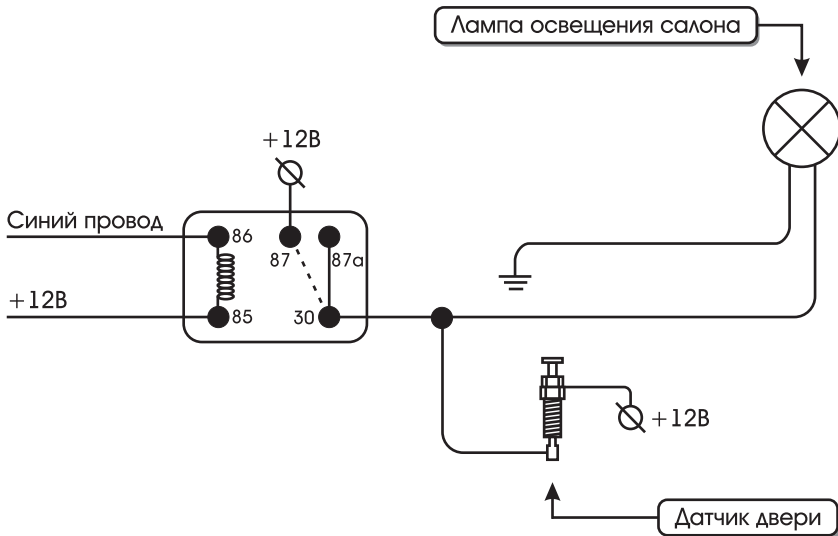 Лампа освещения салона
+12В
Синий провод
86
87
87а
+12В
85
30
+12В
Датчик двери